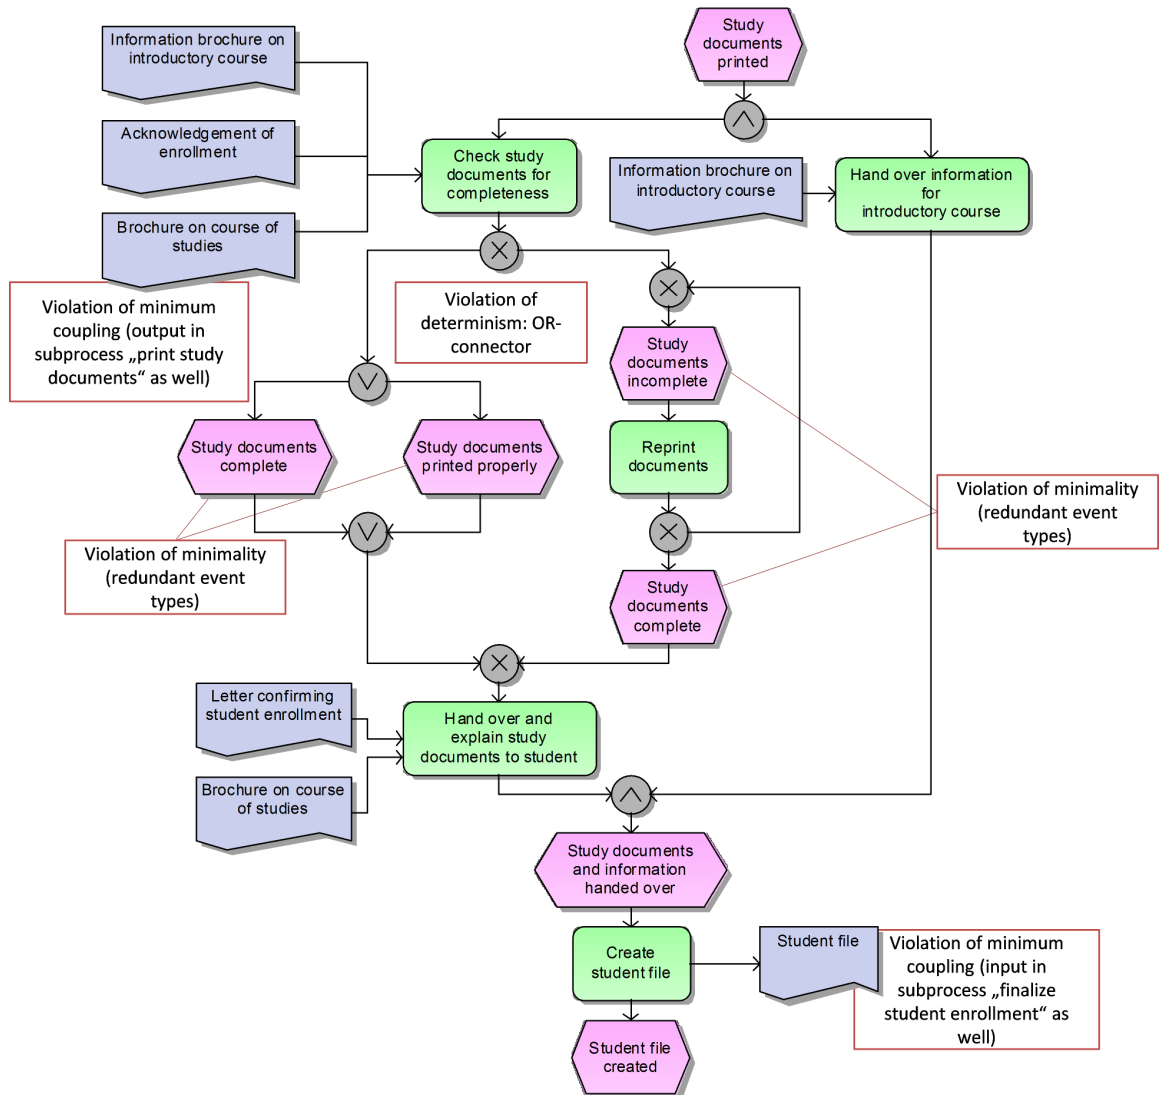 Study
documents
printed
Information brochure on
introductory course
Acknowledgement of
enrollment
Brochure on course of
studies
Check study
documents for
completeness
Information brochure on
introductory course
Hand over information
for
introductory course
Violation of minimum
coupling (output in
subprocess „print study
documents“ as well)
Violation of
determinism: OR-
connector
Study
documents
incomplete
Study documents
complete
Study documents
printed properly
Reprint
documents
Violation of minimality
(redundant event
types)
Violation of minimality
(redundant event
types)
Study
documents
complete
Letter confirming
student enrollment
Brochure on course
of studies
Hand over and
explain study
documents to student
Study documents
and information
handed over
Create
student file
Student file
Violation of minimum
coupling (input in
subprocess „finalize
student enrollment“ as
well)
Student file
created